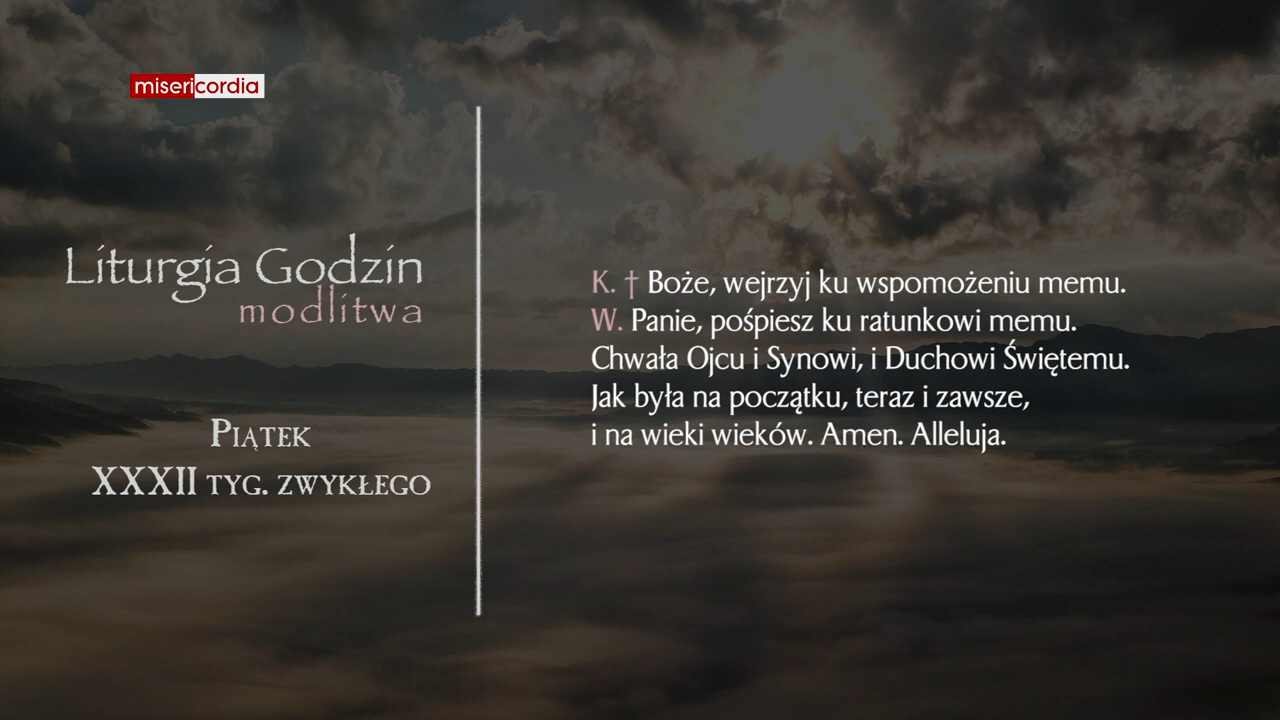 misericordia
Liturgia Godzin
modlitwa
Piątek
XXXII tyg. zwykłego
K. † Boże, wejrzyj ku wspomożeniu memu.
W. Panie, pośpiesz ku ratunkowi memu.
Chwała Ojcu i Synowi, i Duchowi Świętemu.
Jak była na początku, teraz i zawsze,
i na wieki wieków. Amen. Alleluja.